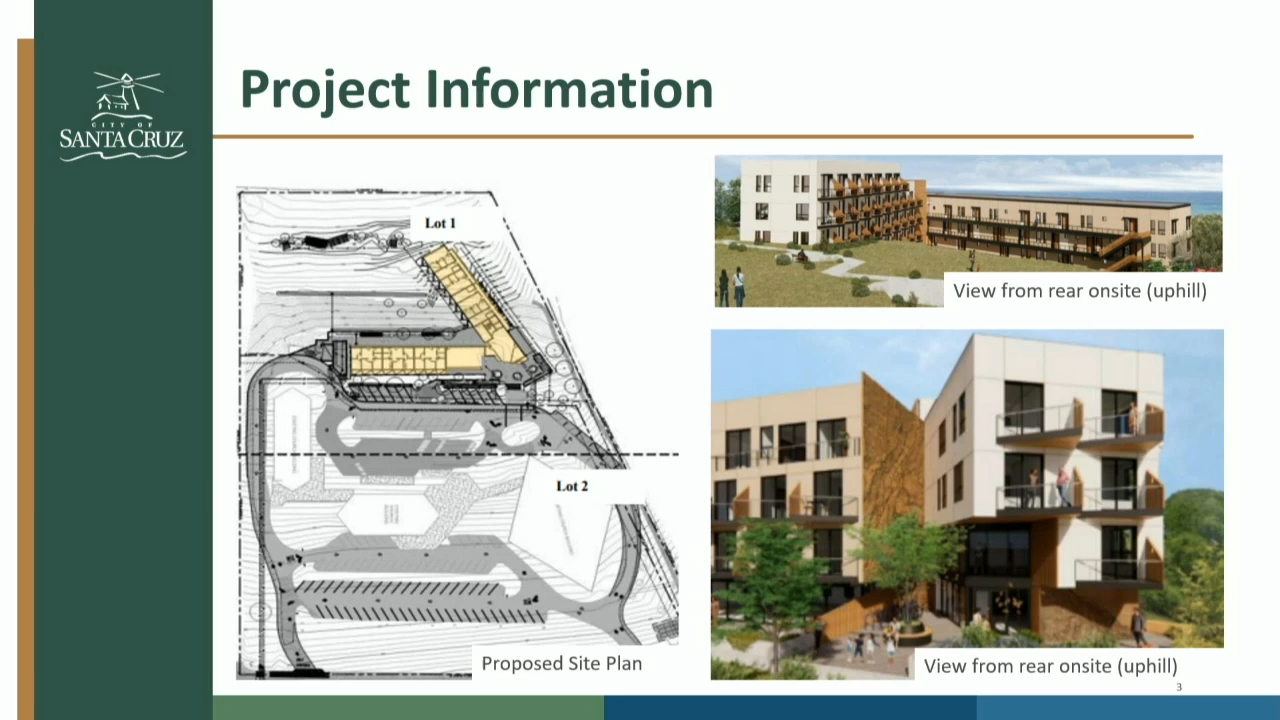 Project Information
CITY OF
SANTA CRUZ
Lot 1
Lot 2
Proposed Site Plan
View from rear onsite (uphill)
View from rear onsite (uphill)
3